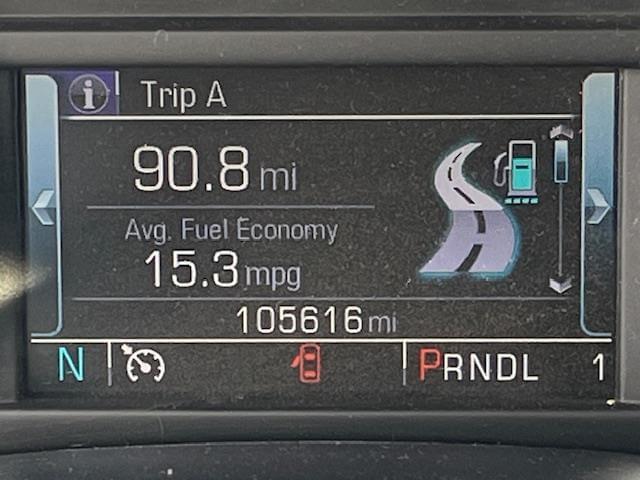 i Trip A
90.8 mi
Avg. Fuel Economy
15.3 mpg
105616 mi
N PRNDL 1